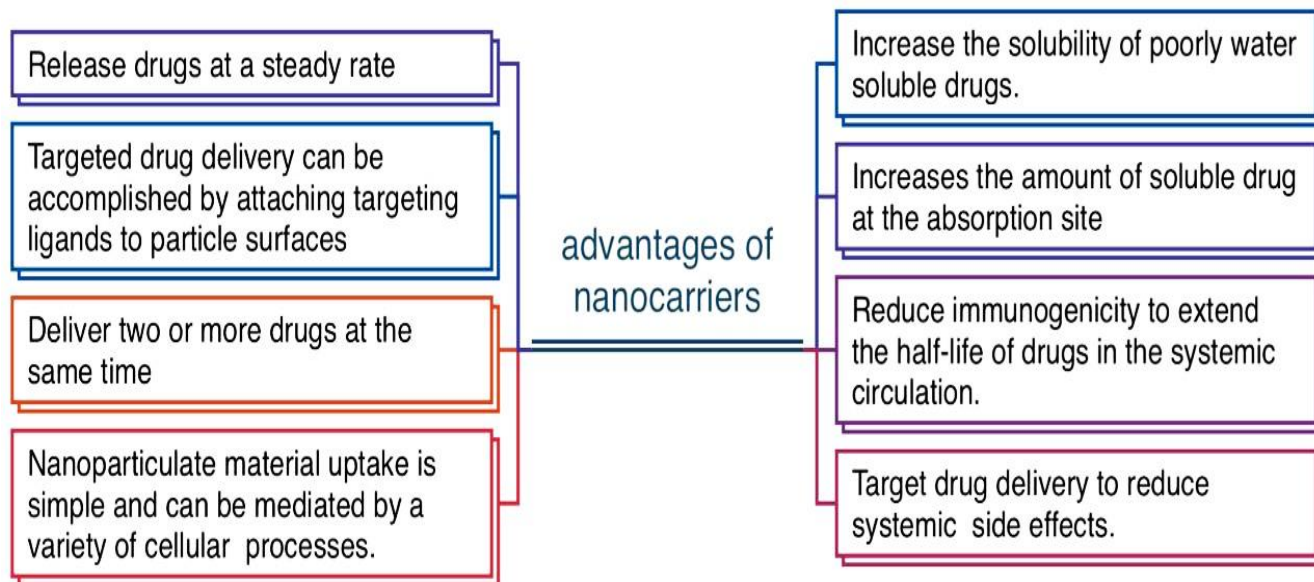 Release drugs at a steady rate
Targeted drug delivery can be
accomplished by attaching targeting
ligands to particle surfaces
Deliver two or more drugs at the
same time
Nanoparticulate material uptake is
simple and can be mediated by a
variety of cellular processes.
advantages of
nanocarriers
Increase the solubility of poorly water
soluble drugs.
Increases the amount of soluble drug
at the absorption site
Reduce immunogenicity to extend
the half-life of drugs in the systemic
circulation.
Target drug delivery to reduce
systemic side effects.